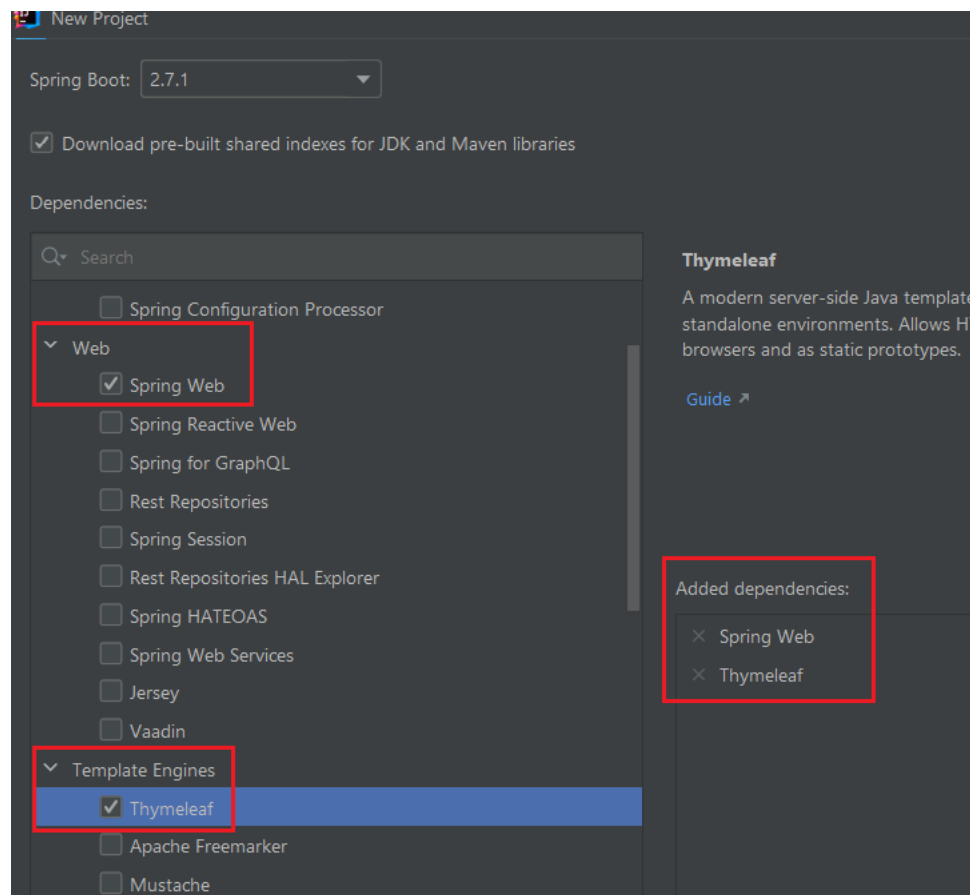 New Project
Spring Boot: 2.7.1
Download pre-built shared indexes for JDK and Maven libraries
Dependencies:
Search
Spring Configuration Processor
Web
Spring Web
Spring Reactive Web
Spring for GraphQL
Rest Repositories
Spring Session
Rest Repositories HAL Explorer
Spring HATEOAS
Spring Web Services
Jersey
Vaadin
Template Engines
Thymeleaf
Apache Freemarker
Mustache
Thymeleaf
A modern server-side Java template
standalone environments. Allows H
browsers and as static prototypes.
Guide
Added dependencies:
Spring Web
Thymeleaf